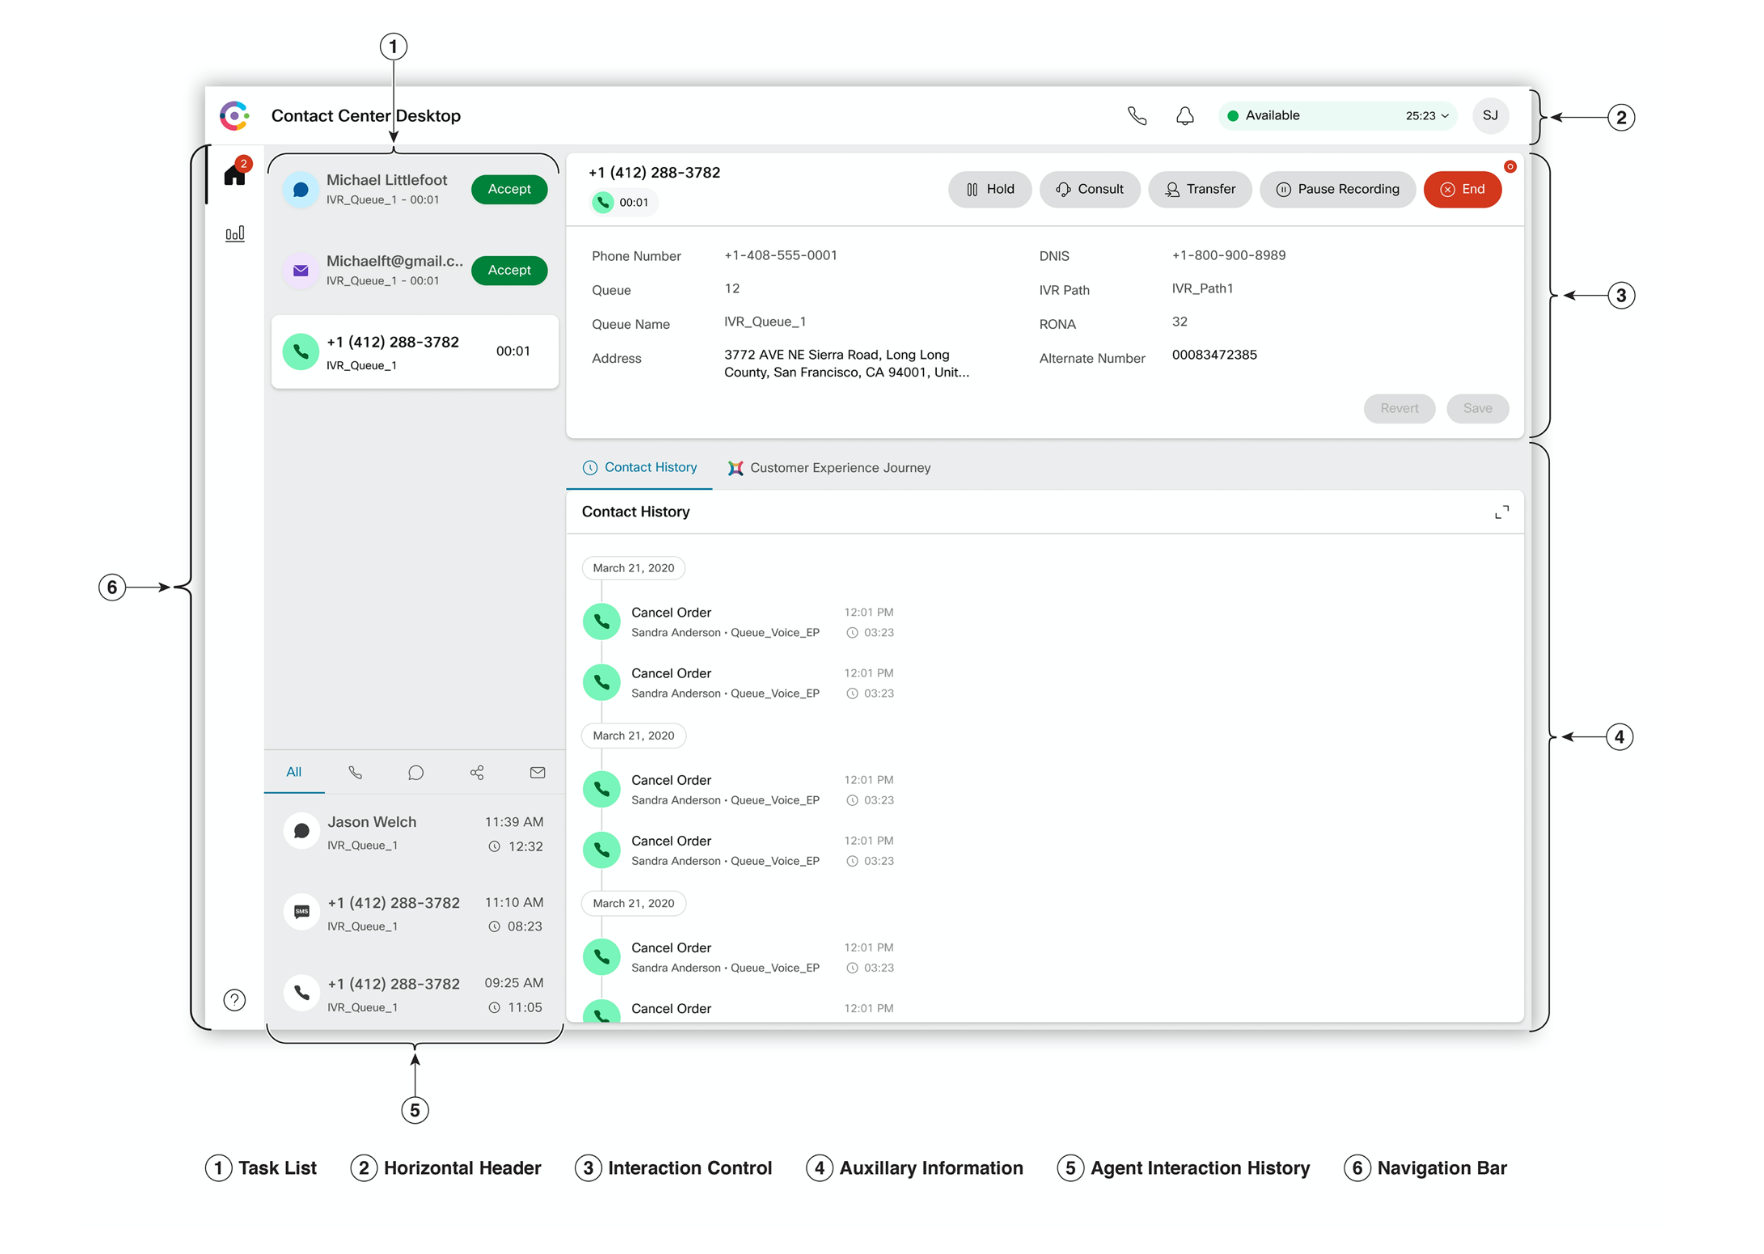 1
Contact Center Desktop
Available 25:23
SJ
2
2
Michael Littlefoot
IVR_Queue_1 - 00:01
Accept
Michaelft@gmail.c..
IVR_Queue_1 - 00:01
Accept
+1 (412) 288-3782
IVR_Queue_1
00:01
+1 (412) 288-3782
00:01
Hold
Consult
Transfer
Pause Recording
End
Phone Number +1-408-555-0001
DNIS +1-800-900-8989
Queue 12
IVR Path IVR_Path1
Queue Name IVR_Queue_1
RONA 32
Address 3772 AVE NE Sierra Road, Long Long
County, San Francisco, CA 94001, Unit...
Alternate Number 00083472385
Revert
Save
3
Contact History
Customer Experience Journey
Contact History
March 21, 2020
Cancel Order 12:01 PM
Sandra Anderson • Queue_Voice_EP 03:23
Cancel Order 12:01 PM
Sandra Anderson • Queue_Voice_EP 03:23
March 21, 2020
Cancel Order 12:01 PM
Sandra Anderson • Queue_Voice_EP 03:23
Cancel Order 12:01 PM
Sandra Anderson • Queue_Voice_EP 03:23
March 21, 2020
Cancel Order 12:01 PM
Sandra Anderson • Queue_Voice_EP 03:23
Cancel Order 12:01 PM
4
6
All
Jason Welch 11:39 AM
IVR_Queue_1 12:32
SMS
+1 (412) 288-3782 11:10 AM
IVR_Queue_1 08:23
+1 (412) 288-3782 09:25 AM
IVR_Queue_1 11:05
?
5
1 Task List 2 Horizontal Header 3 Interaction Control 4 Auxillary Information 5 Agent Interaction History 6 Navigation Bar